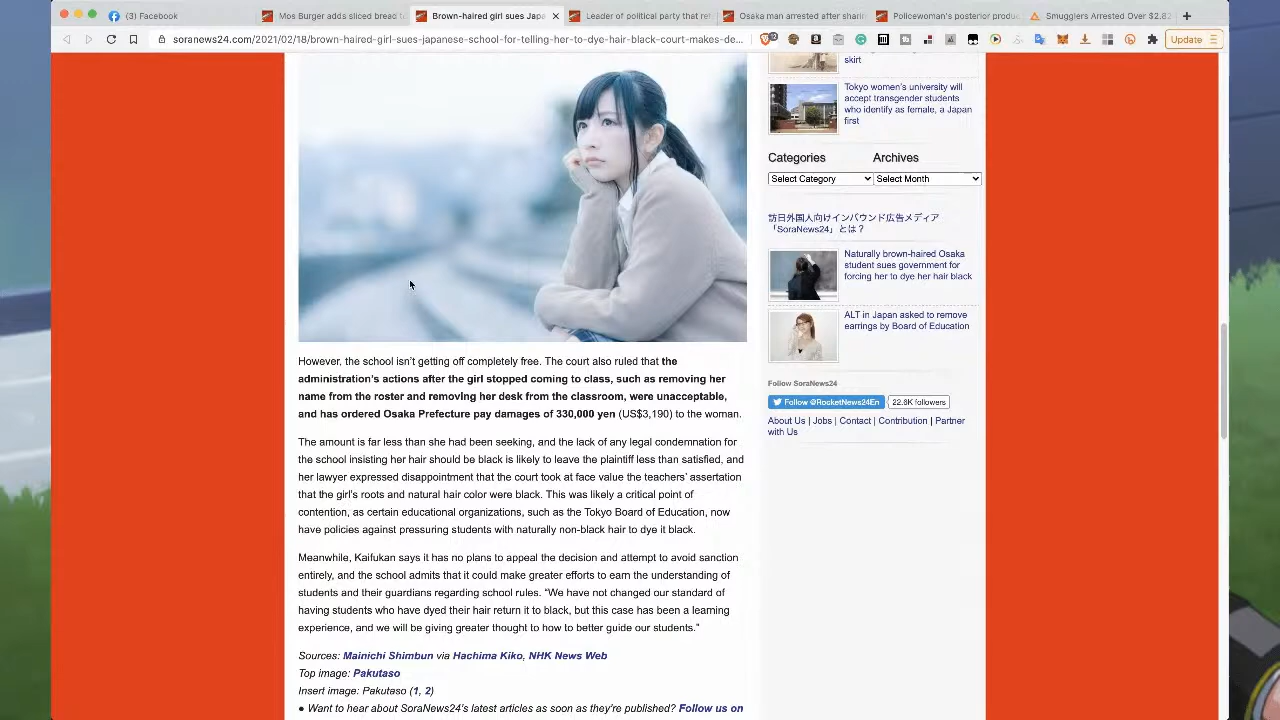 (3) Facebook
Mos Burger adds sliced bread t
Brown-haired girl sues Jape
Leader of political party that ref
Osaka man arrested after sharin
Policewoman's posterior produc
Smugglers Arrested Over $2.82
soranews24.com/2021/02/18/brown-haired-girl-sues-japanese-school-for-telling-her-to-dye-hair-black-court-makes-de...
Update
skirt
Tokyo women's university will
accept transgender students
who identify as female, a Japan
first
Categories
Archives
Select Category
Select Month
訪日外国人向けインバウンド広告メディア
「SoraNews24」とは？
Naturally brown-haired Osaka
student sues government for
forcing her to dye her hair black
ALT in Japan asked to remove
earrings by Board of Education
Follow SoraNews24
Follow @RocketNews24En
22.6K followers
About Us | Jobs | Contact | Contribution | Partner
with Us
However, the school isn't getting off completely free. The court also ruled that the
administration's actions after the girl stopped coming to class, such as removing her
and removing her desk from the classroom, were unacceptable,
and has ordered Osaka Prefecture pay damages of 330,000 yen (US$3,190) to the woman.
The amount is far less than she had been seeking, and the lack of any legal condemnation for
the school insisting her hair should be black is likely to leave the plaintiff less than satisfied, and
her lawyer expressed disappointment that the court took at face value the teachers' assertation
that the girl's roots and natural hair color were black. This was likely a critical point of
contention, as certain educational organizations, such as the Tokyo Board of Education, now
have policies against pressuring students with naturally non-black hair to dye it black.
Meanwhile, Kaifukan says it has no plans to appeal the decision and attempt to avoid sanction
entirely, and the school admits that it could make greater efforts to earn the understanding of
students and their guardians regarding school rules. "We have not changed our standard of
having students who have dyed their hair return it to black, but this case has been a learning
experience, and we will be giving greater thought to how to better guide our students."
Sources: Mainichi Shimbun via Hachima Kiko, NHK News Web
Top image: Pakutaso
Insert image: Pakutaso (1, 2)
● Want to hear about SoraNews24's latest articles as soon as they're published? Follow us on